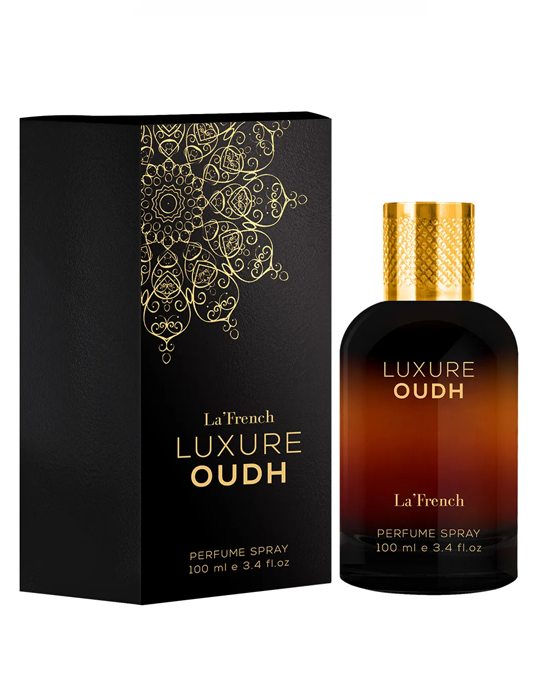 La'French
LUXURE
OUDH
PERFUME SPRAY
100 ml e 3.4 fl.oz
LUXURE
OUDH
La'French
PERFUME SPRAY
100 ml e 3.4 fl.oz